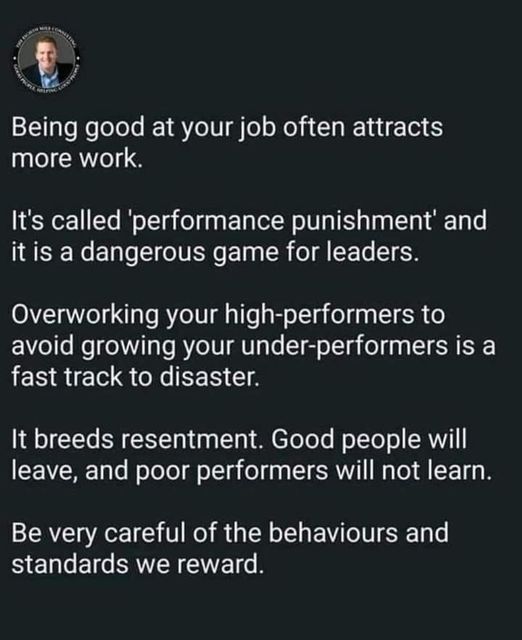 Being good at your job often attracts
more work.
It's called 'performance punishment' and
it is a dangerous game for leaders.
Overworking your high-performers to
avoid growing your under-performers is a
fast track to disaster.
It breeds resentment. Good people will
leave, and poor performers will not learn.
Be very careful of the behaviours and
standards we reward.